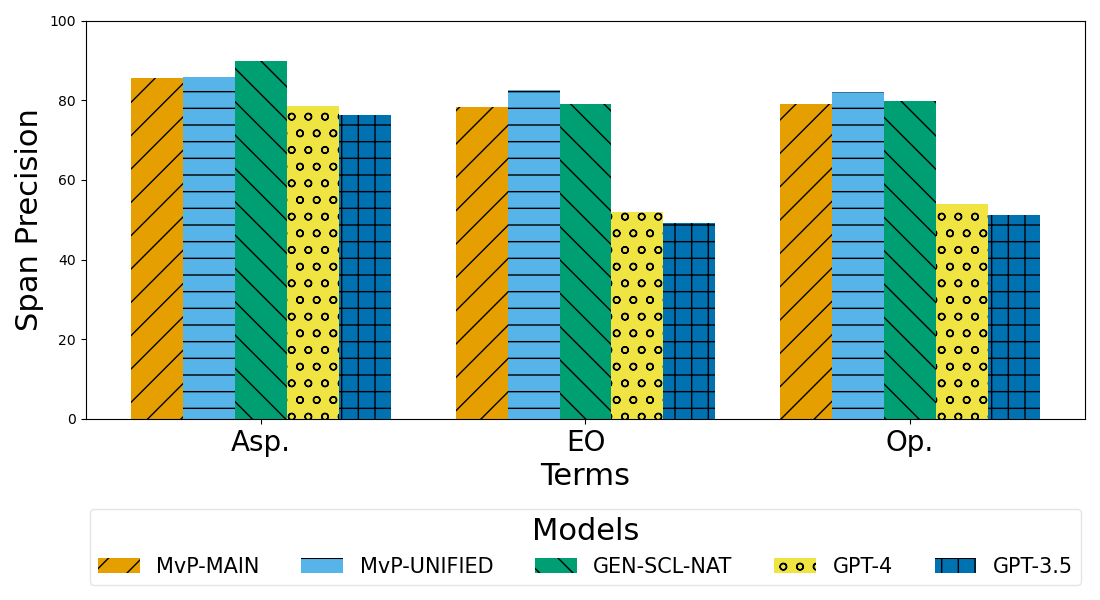 100
80
60
40
20
0
Span Precision
Asp.
EO
Op.
Terms
Models
MvP-MAIN
MvP-UNIFIED
GEN-SCL-NAT
GPT-4
GPT-3.5